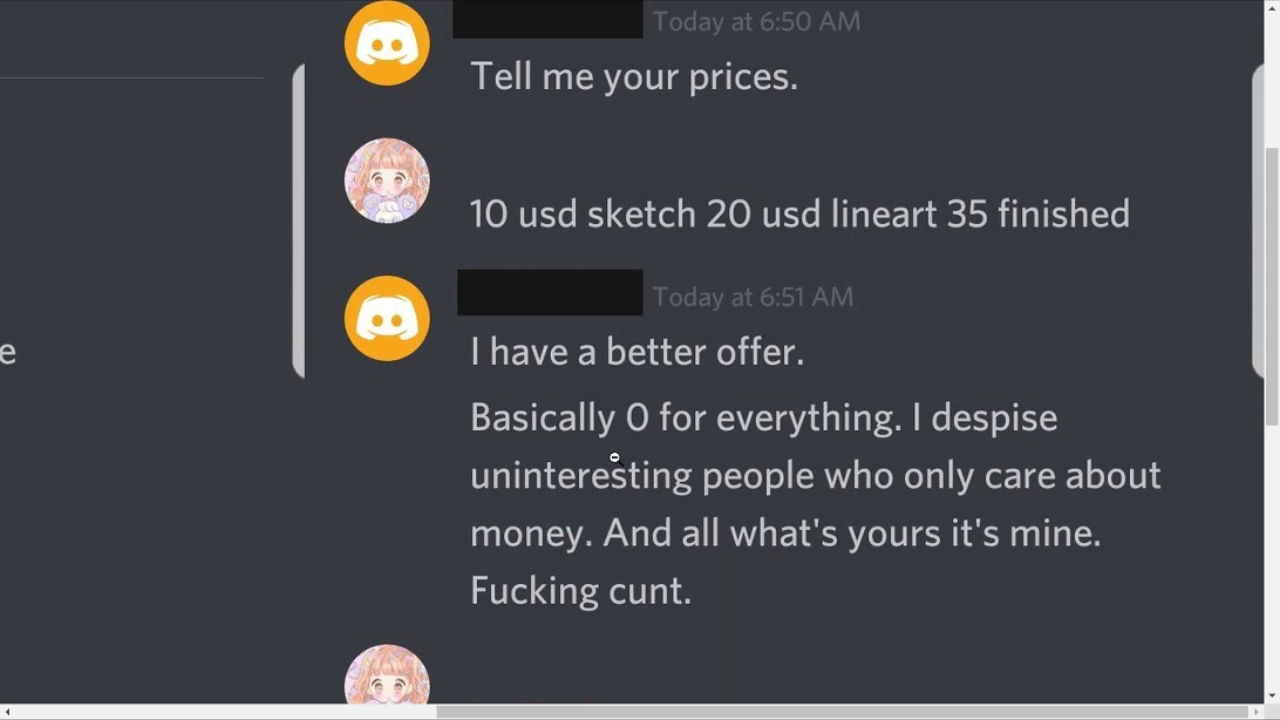 Today at 6:50 AM
Tell me your prices.
10 usd sketch 20 usd lineart 35 finished
Today at 6:51 AM
I have a better offer.
Basically 0 for everything. I despise
uninteresting people who only care about
money. And all what's yours it's mine.
Fucking cunt.
e